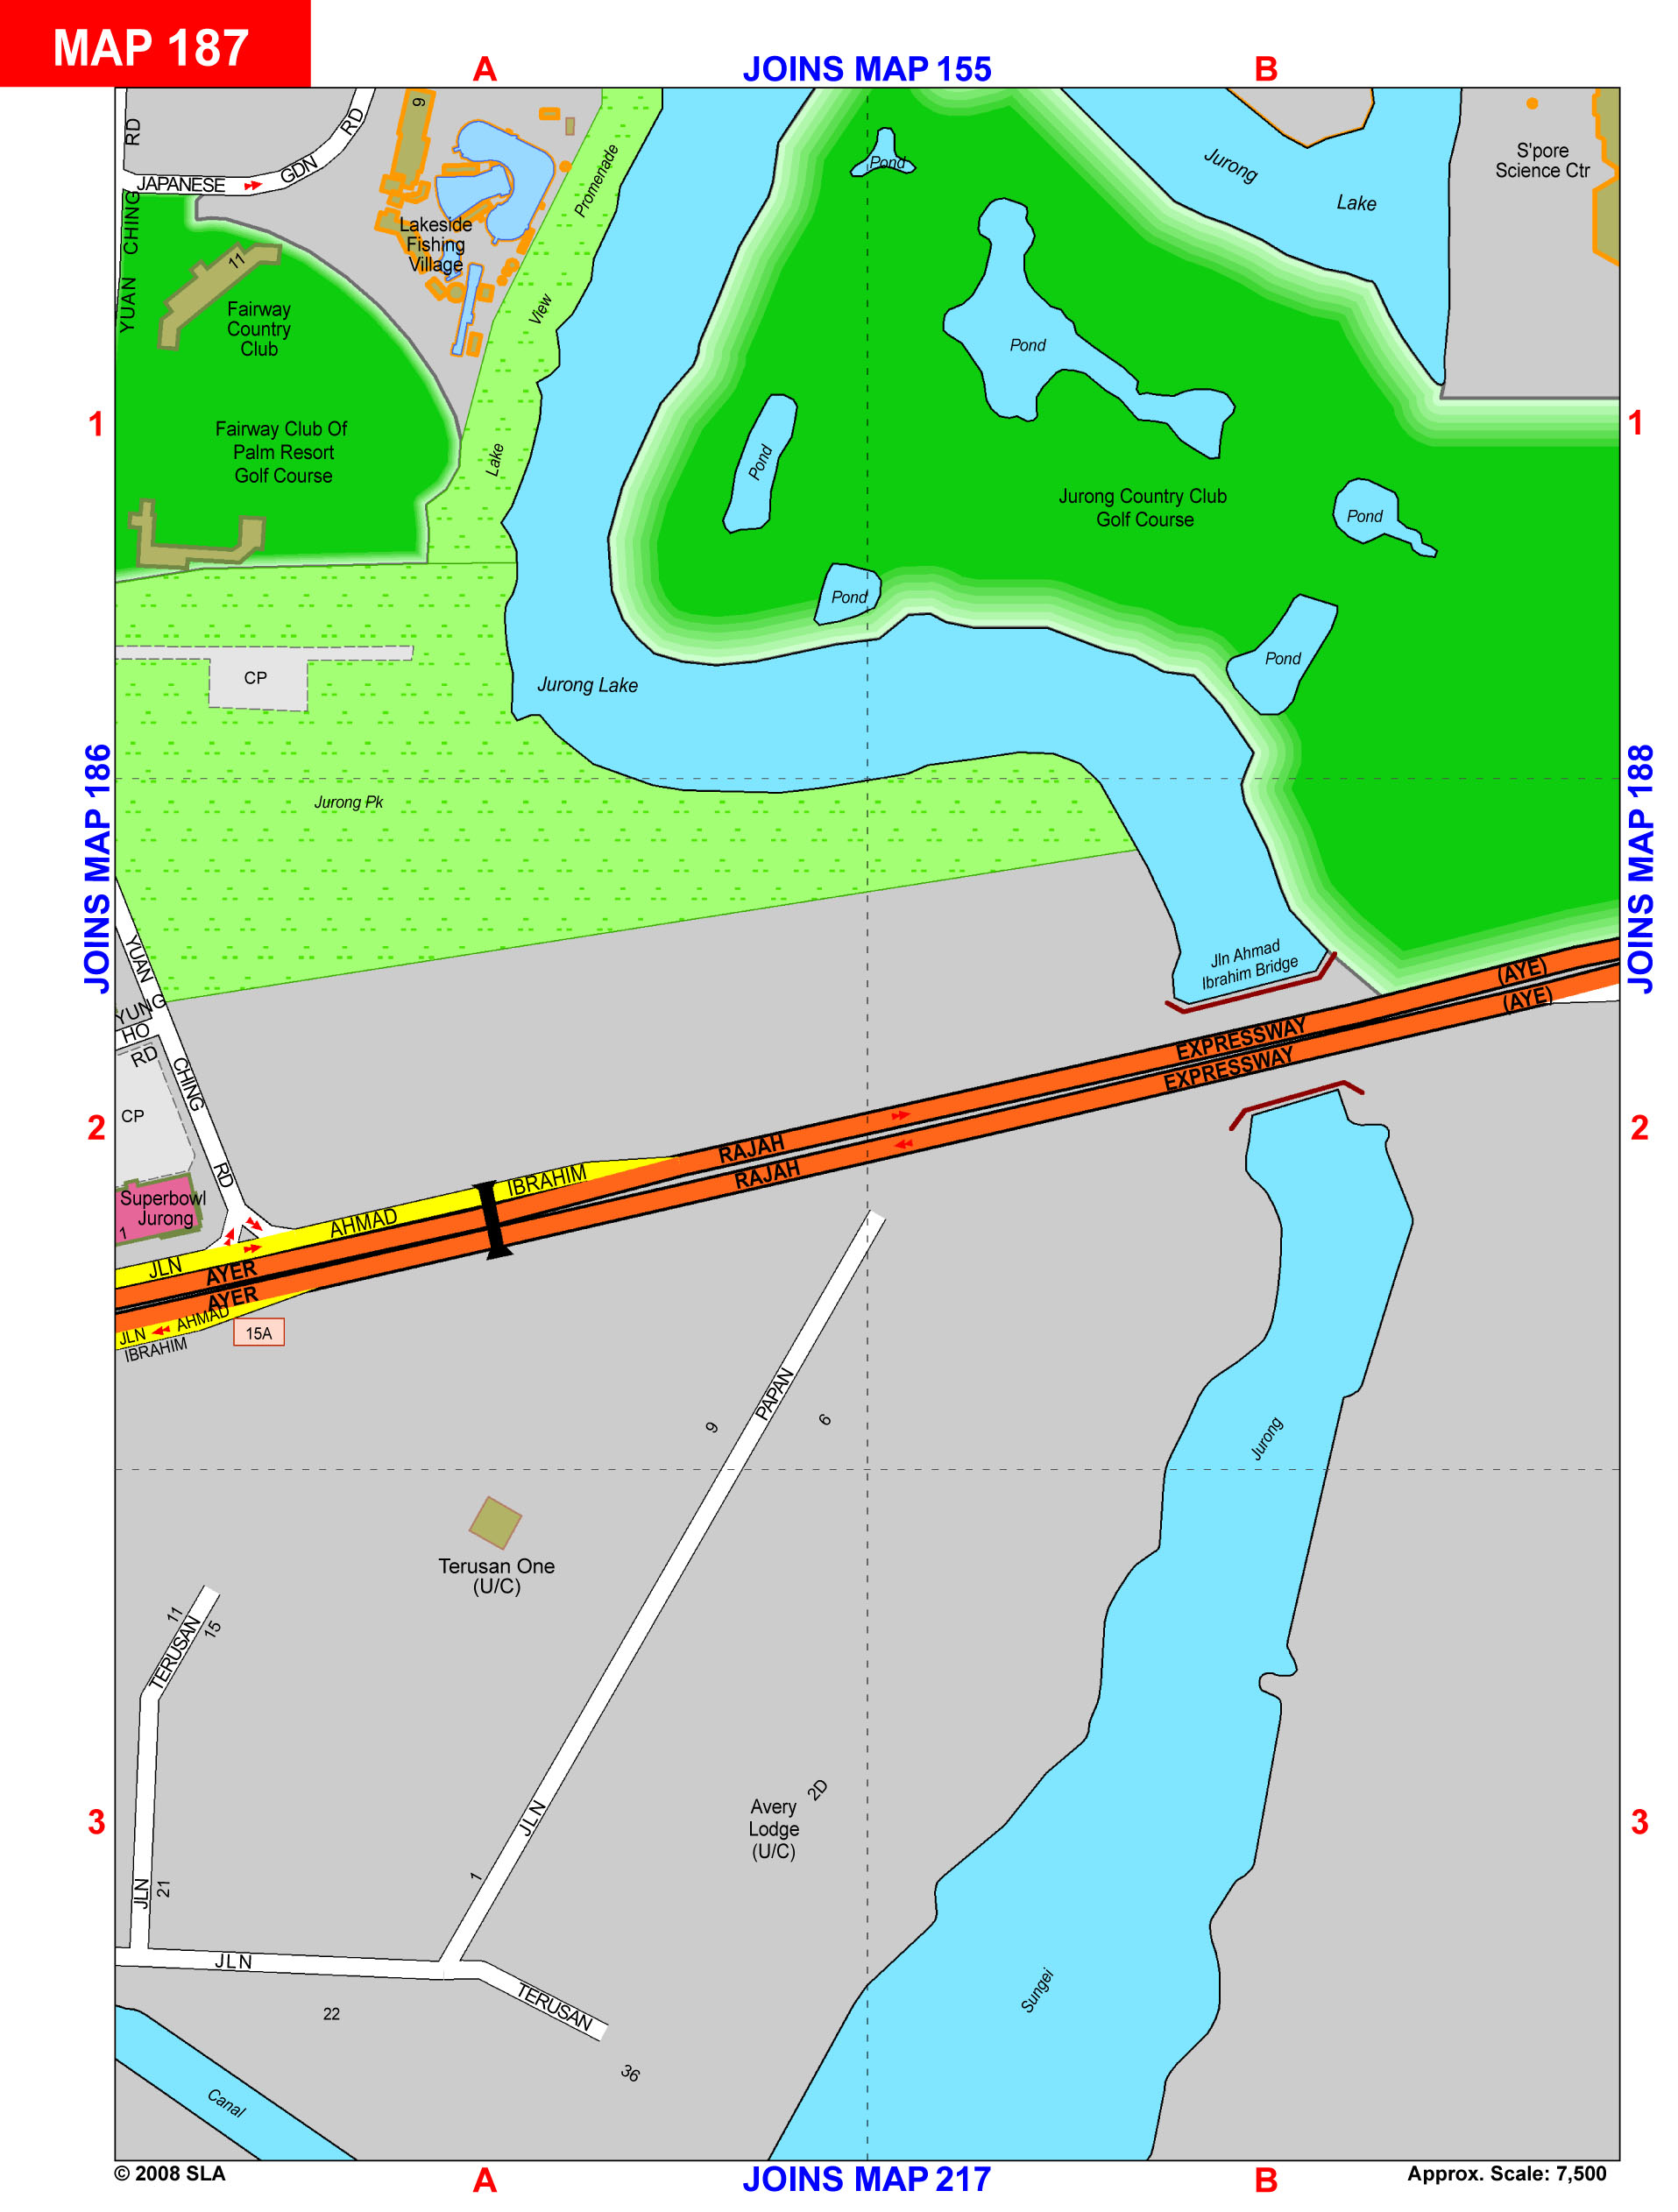 MAP 187
A
JOINS MAP 155
B
RD
JAPANESE
GDN
RD
9
YUAN CHING
11
Fairway
Country
Club
Lakeside
Fishing
Village
Lake
View
Promenade
Pond
Jurong
Lake
S'pore
Science Ctr
Pond
1
1
Fairway Club Of
Palm Resort
Golf Course
Pond
Jurong Country Club
Golf Course
Pond
Pond
Pond
CP
Jurong Lake
Jurong Pk
JOINS MAP 186
JOINS MAP 188
YUAN
CHING
RD
YUNG
HO
RD
CP
Jln Ahmad
Ibrahim Bridge
(AYE)
(AYE)
EXPRESSWAY
EXPRESSWAY
2
2
RAJAH
RAJAH
Superbowl
Jurong
1
JLN
AHMAD
IBRAHIM
AYER
AYER
JLN
AHMAD
IBRAHIM
15A
PAPAN
9
6
Jurong
Terusan One
(U/C)
11
TERUSAN
15
2D
Avery
Lodge
(U/C)
3
3
JLN
1
JLN
21
JLN
TERUSAN
22
36
Sungei
Canal
© 2008 SLA
A
JOINS MAP 217
B
Approx. Scale: 7,500